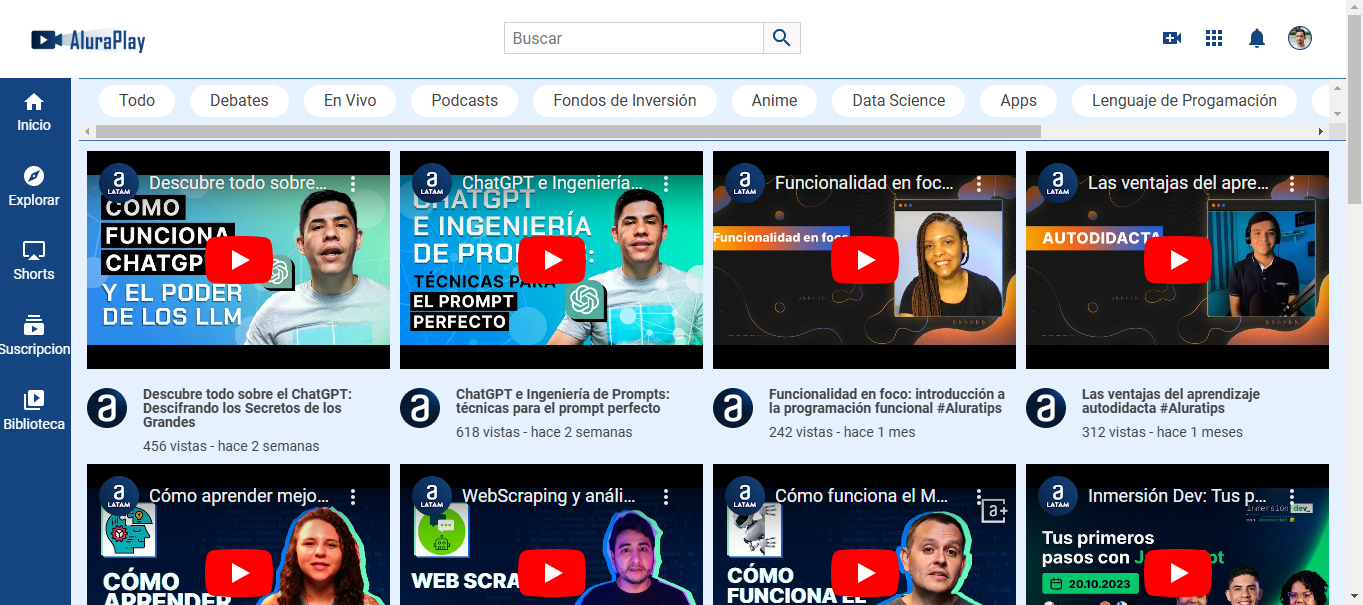 AluraPlay
Buscar
Todo
Debates
En Vivo
Podcasts
Fondos de Inversión
Anime
Data Science
Apps
Lenguaje de Progamación
Inicio
Explorar
Shorts
Suscripcion
Biblioteca
a LATAM
Descubre todo sobre...
CÓMO
FUNCIONA
CHATGP
Y EL PODER
DE LOS LLM
a LATAM
ChatGPT e Ingeniería...
CHATGPT
E INGENIERÍA
DE PRO :
TÉCNICAS PARA
EL PROMPT
PERFECTO
a LATAM
Funcionalidad en foc...
Funcionalidad en foco
a LATAM
Las ventajas del apre...
AUTODIDACTA
a
Descubre todo sobre el ChatGPT:
Descifrando los Secretos de los
Grandes
456 vistas - hace 2 semanas
a
ChatGPT e Ingeniería de Prompts:
técnicas para el prompt perfecto
618 vistas - hace 2 semanas
a
Funcionalidad en foco: introducción a
la programación funcional #Aluratips
242 vistas - hace 1 mes
a
Las ventajas del aprendizaje
autodidacta #Aluratips
312 vistas - hace 1 meses
a LATAM
Cómo aprender mejo...
CÓMO
APRENDER
a LATAM
WebScraping y análi...
WEB SCRA
a LATAM
Cómo funciona el M...
a+
CÓMO
FUNCIONA EL
a LATAM
Inmersión Dev: Tus p...
inmersión dev_
con Javascript
Tus primeros
pasos con J pt
20.10.2023